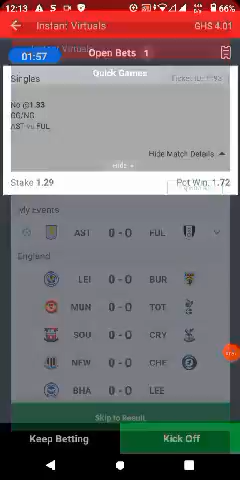 12:13
66%
Instant Virtuals
GHS 4.01
01:57
Open Bets 1
Quick Games
Singles
Ticket ID:
No @1.33
GG/NG
AST vs FUL
Hide Match Details
Hide
Stake 1.29
Pot Win. 1.72
My Events
AST 0-0 FUL
England
LEI 0-0 BUR
MUN 0-0 TOT
SOU 0-0 CRY
NEW 0-0 CHE
BHA 0-0 LEE
Skip to Result
Keep Betting
Kick Off